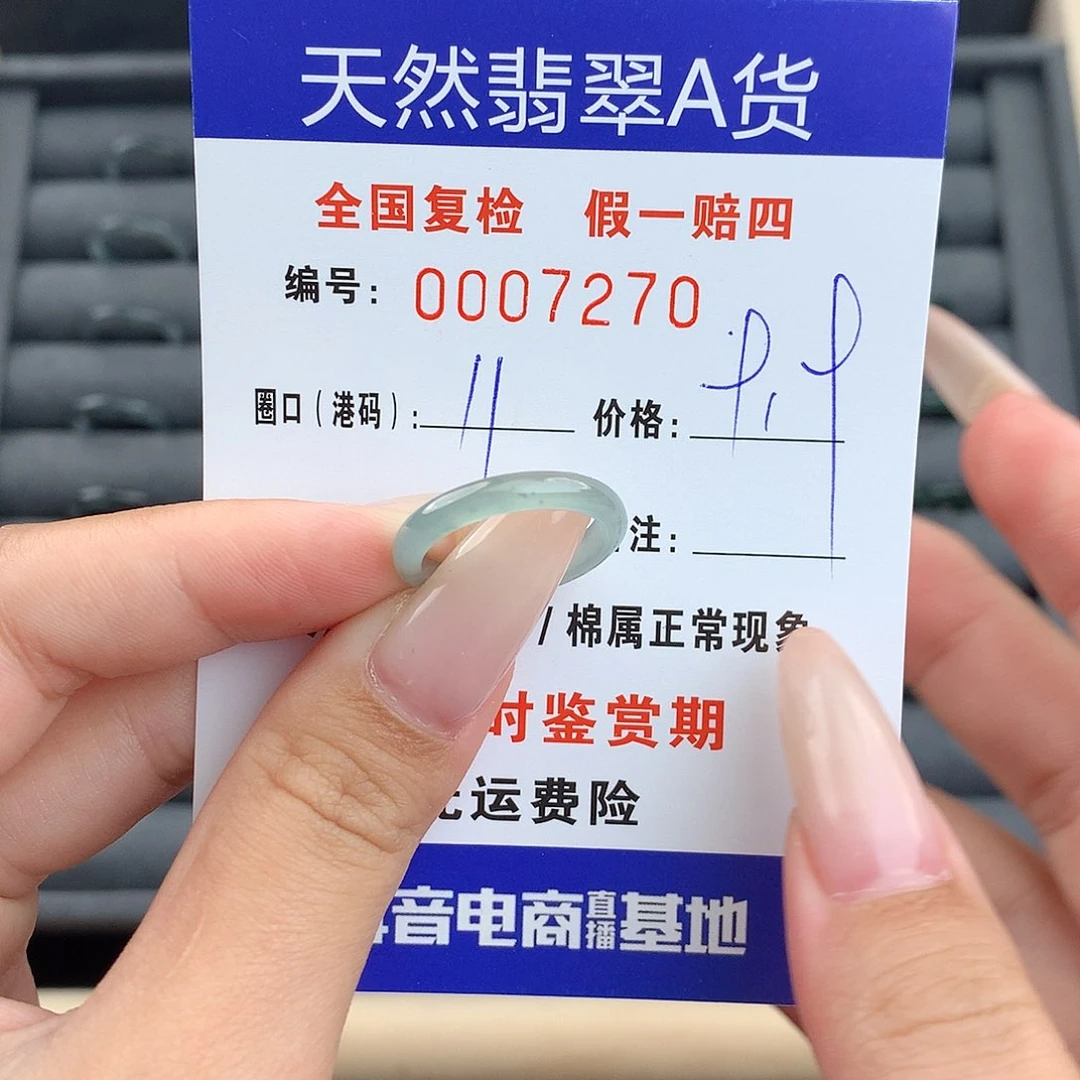 天然翡翠A货
全国复检 假一赔四
编号: 0007270
圈口(港码): 11 价格:
注:
/棉属正常现象
时鉴赏期
运费险
音电商直播基地